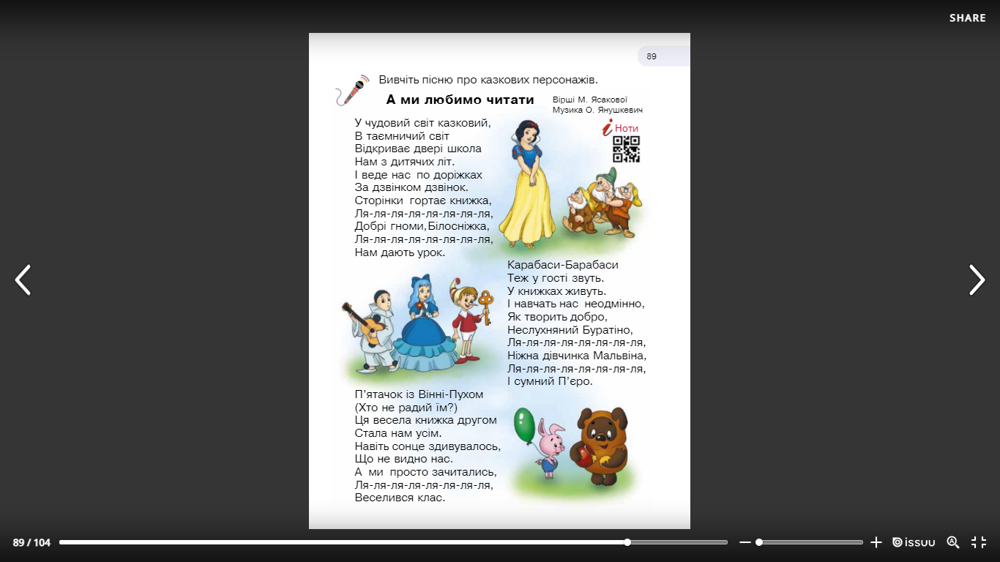 SHARE
89
Вивчіть пісню про казкових персонажів.
А ми любимо читати
Вірші М. Ясакової
Музика О. Янушкевич
Ноти
У чудовий світ казковий,
В таємничий світ
Відкриває двері школа
Нам з дитячих літ.
І веде нас по доріжках
За дзвінком дзвінок.
Сторінки гортає книжка,
Ля-ля-ля-ля-ля-ля-ля-ля,
Добрі гноми,Білосніжка,
Ля-ля-ля-ля-ля-ля-ля-ля,
Нам дають урок.
Карабаси-Барабаси
Теж у гості звуть.
У книжках живуть.
І навчать нас неодмінно,
Як творить добро,
Неслухняний Буратіно,
Ля-ля-ля-ля-ля-ля-ля-ля,
Ніжна дівчинка Мальвіна,
Ля-ля-ля-ля-ля-ля-ля-ля,
І сумний П’єро.
П’ятачок із Вінні-Пухом
(Хто не радий їм?)
Ця весела книжка другом
Стала нам усім.
Навіть сонце здивувалось,
Що не видно нас.
А ми просто зачитались,
Ля-ля-ля-ля-ля-ля-ля-ля,
Веселився клас.
89 / 104
issuu